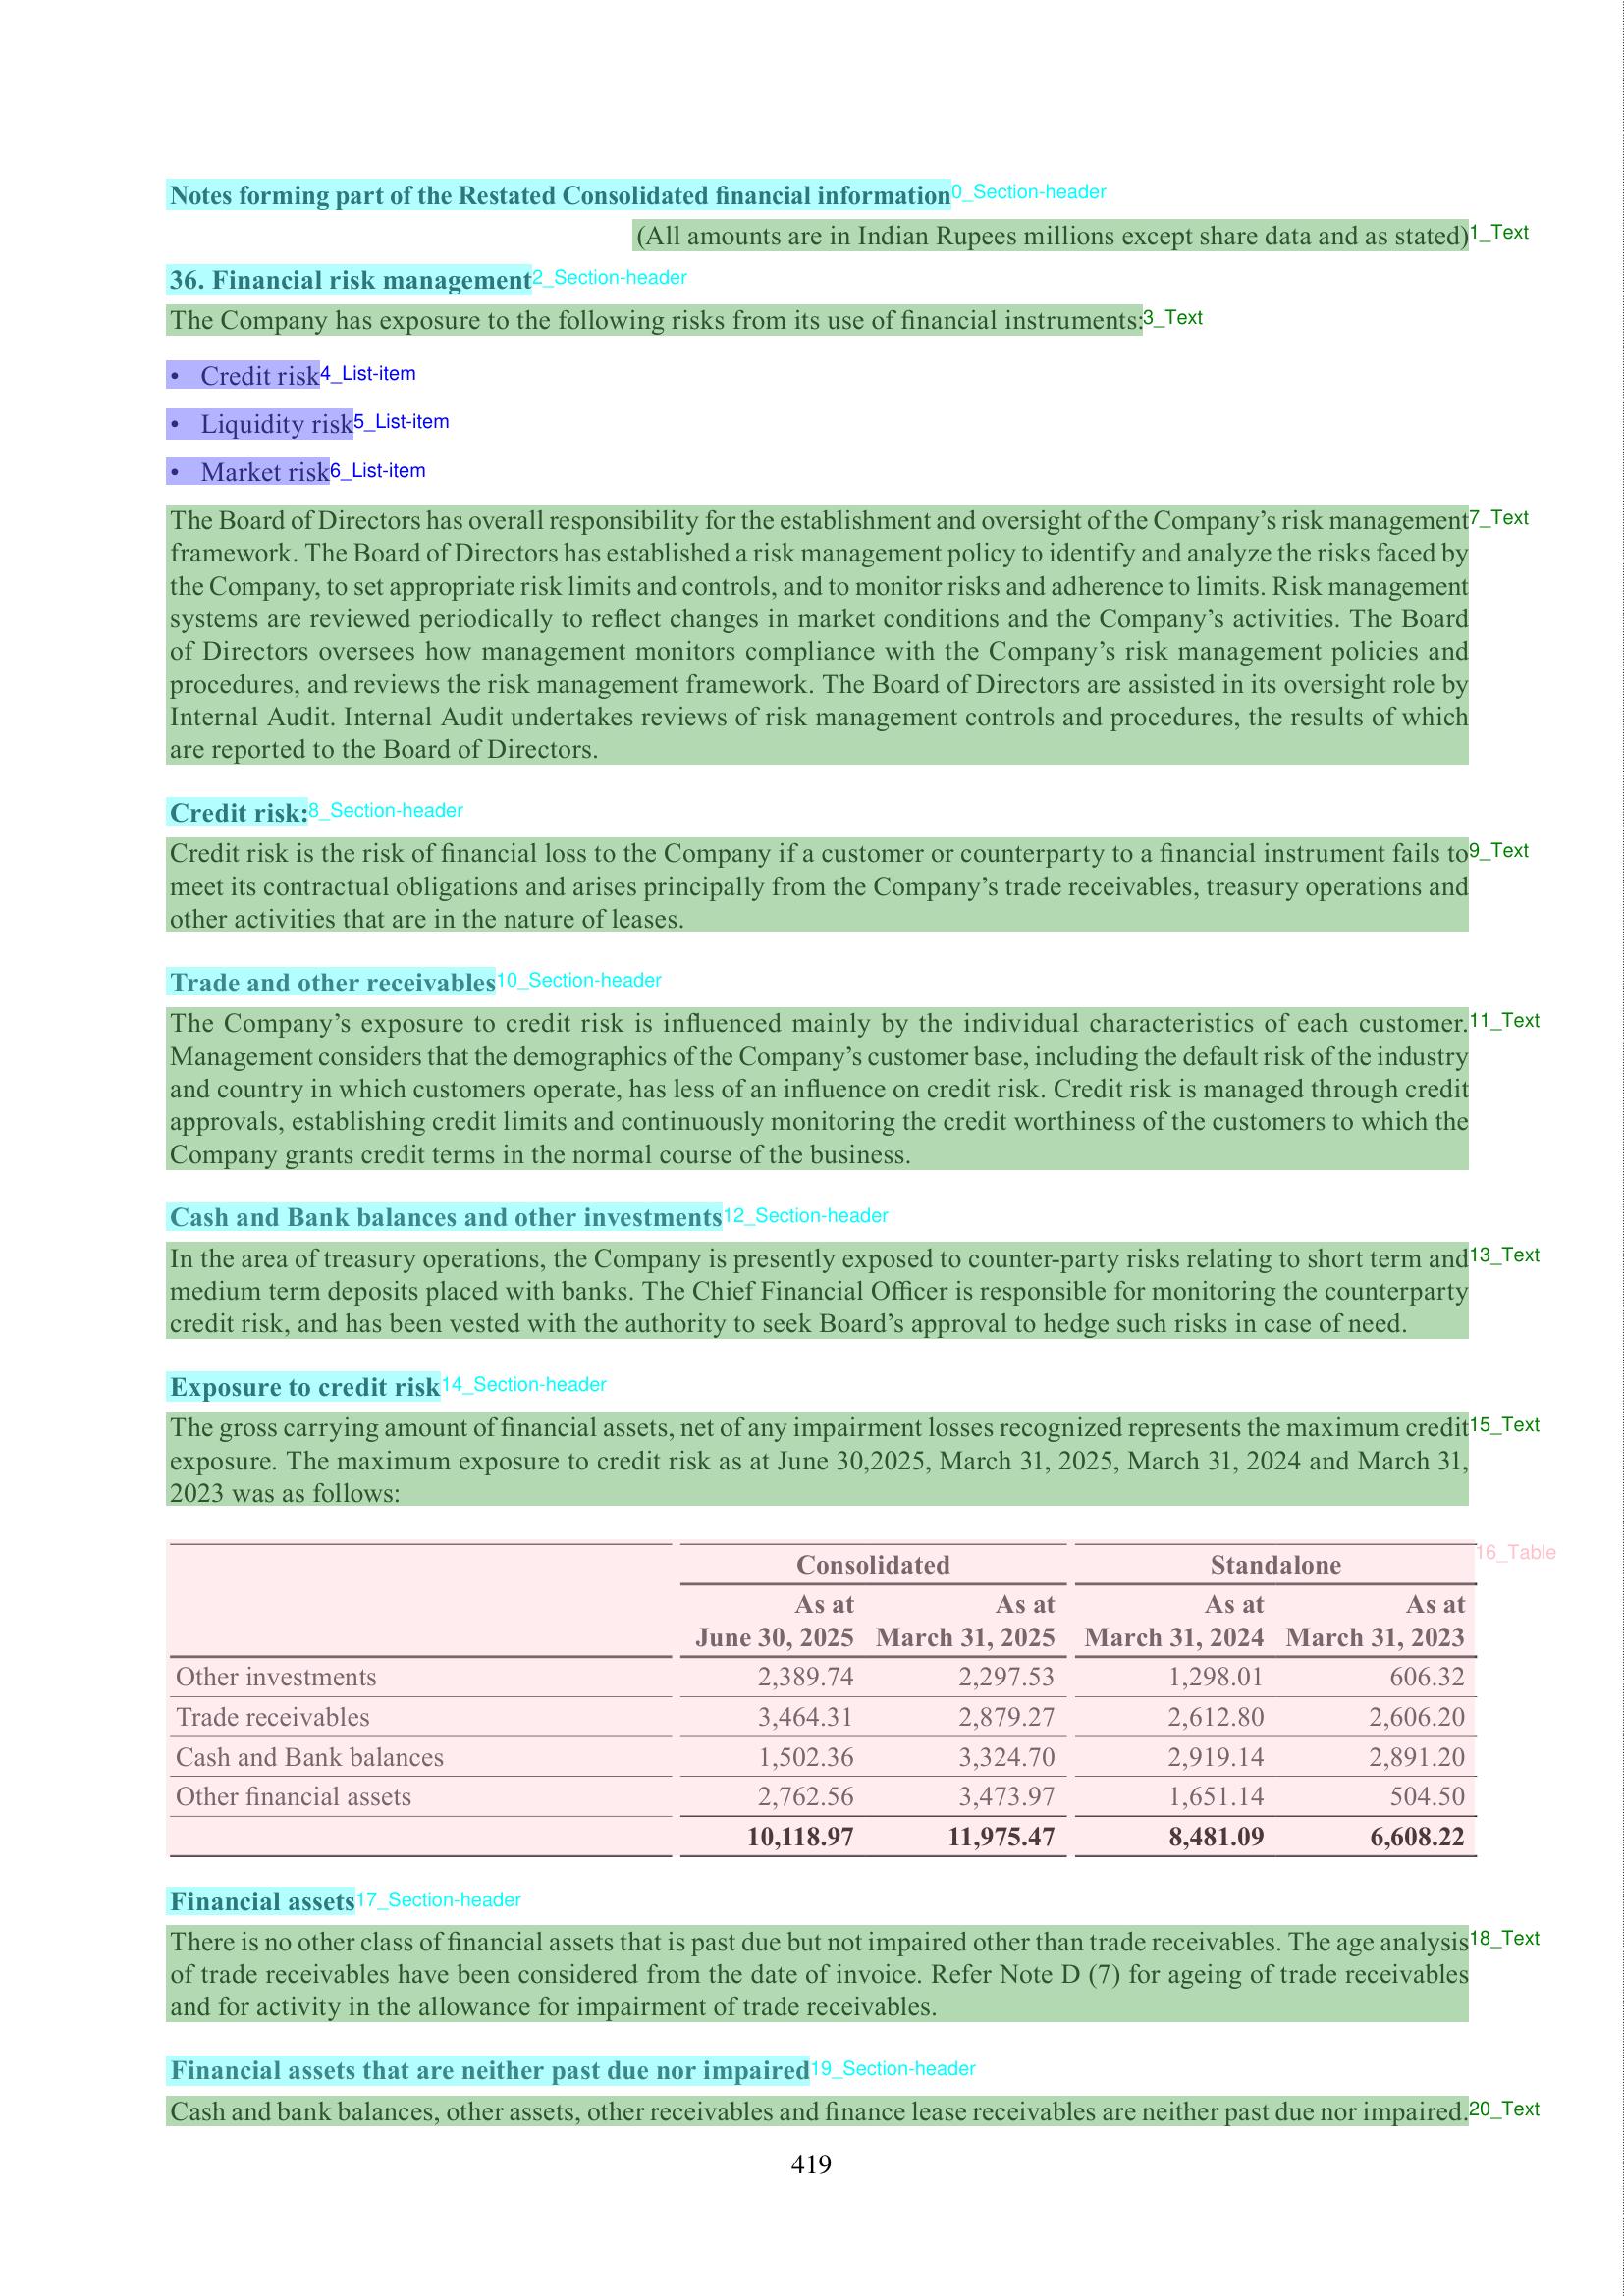 Notes forming part of the Restated Consolidated financial information0_Section-header
(All amounts are in Indian Rupees millions except share data and as stated)1_Text
36. Financial risk management2_Section-header
The Company has exposure to the following risks from its use of financial instruments:3_Text
• Credit risk4_List-item
• Liquidity risk5_List-item
• Market risk6_List-item
The Board of Directors has overall responsibility for the establishment and oversight of the Company's risk management7_Text
framework. The Board of Directors has established a risk management policy to identify and analyze the risks faced by
the Company, to set appropriate risk limits and controls, and to monitor risks and adherence to limits. Risk management
systems are reviewed periodically to reflect changes in market conditions and the Company's activities. The Board
of Directors oversees how management monitors compliance with the Company's risk management policies and
procedures, and reviews the risk management framework. The Board of Directors are assisted in its oversight role by
Internal Audit. Internal Audit undertakes reviews of risk management controls and procedures, the results of which
are reported to the Board of Directors.
Credit risk:8_Section-header
Credit risk is the risk of financial loss to the Company if a customer or counterparty to a financial instrument fails to9_Text
meet its contractual obligations and arises principally from the Company's trade receivables, treasury operations and
other activities that are in the nature of leases.
Trade and other receivables10_Section-header
The Company's exposure to credit risk is influenced mainly by the individual characteristics of each customer.11_Text
Management considers that the demographics of the Company's customer base, including the default risk of the industry
and country in which customers operate, has less of an influence on credit risk. Credit risk is managed through credit
approvals, establishing credit limits and continuously monitoring the credit worthiness of the customers to which the
Company grants credit terms in the normal course of the business.
Cash and Bank balances and other investments12_Section-header
In the area of treasury operations, the Company is presently exposed to counter-party risks relating to short term and13_Text
medium term deposits placed with banks. The Chief Financial Officer is responsible for monitoring the counterparty
credit risk, and has been vested with the authority to seek Board's approval to hedge such risks in case of need.
Exposure to credit risk14_Section-header
The gross carrying amount of financial assets, net of any impairment losses recognized represents the maximum credit15_Text
exposure. The maximum exposure to credit risk as at June 30,2025, March 31, 2025, March 31, 2024 and March 31,
2023 was as follows:
Consolidated Standalone 16_Table
As at As at As at As at
June 30, 2025 March 31, 2025 March 31, 2024 March 31, 2023
Other investments 2,389.74 2,297.53 1,298.01 606.32
Trade receivables 3,464.31 2,879.27 2,612.80 2,606.20
Cash and Bank balances 1,502.36 3,324.70 2,919.14 2,891.20
Other financial assets 2,762.56 3,473.97 1,651.14 504.50
10,118.97 11,975.47 8,481.09 6,608.22
Financial assets17_Section-header
There is no other class of financial assets that is past due but not impaired other than trade receivables. The age analysis18_Text
of trade receivables have been considered from the date of invoice. Refer Note D (7) for ageing of trade receivables
and for activity in the allowance for impairment of trade receivables.
Financial assets that are neither past due nor impaired19_Section-header
Cash and bank balances, other assets, other receivables and finance lease receivables are neither past due nor impaired.20_Text
419